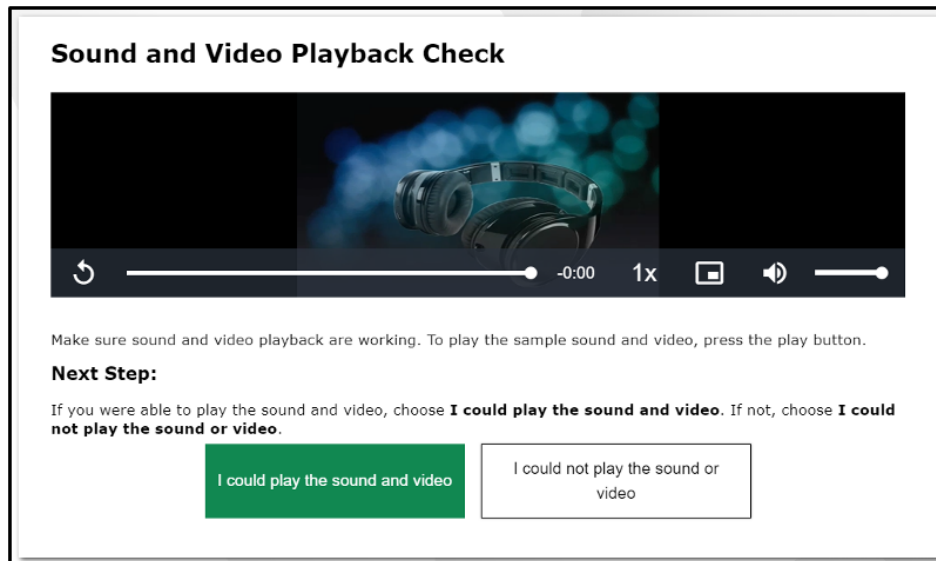 Sound and Video Playback Check
-0:00
1x
Make sure sound and video playback are working. To play the sample sound and video, press the play button.
Next Step:
If you were able to play the sound and video, choose I could play the sound and video. If not, choose I could
not play the sound or video.
I could play the sound and video
I could not play the sound or
video